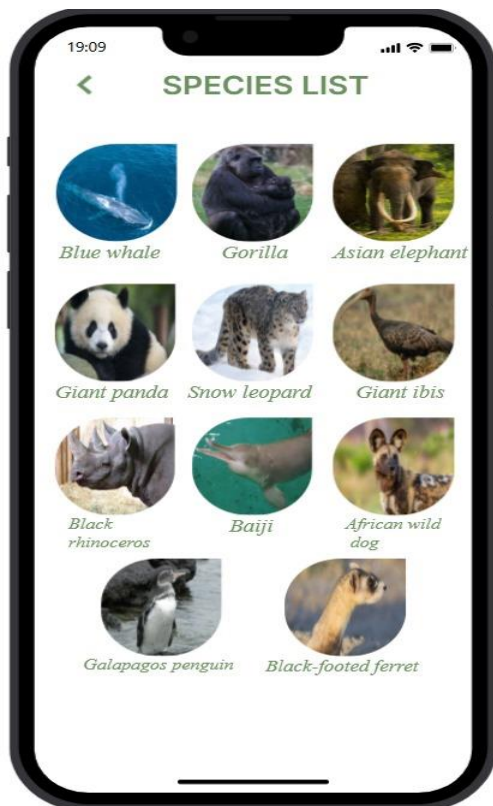 19:09
SPECIES LIST
Blue whale
Gorilla
Asian elephant
Giant panda
Snow leopard
Giant ibis
Black
rhinoceros
Baiji
African wild
dog
Galapagos penguin
Black-footed ferret